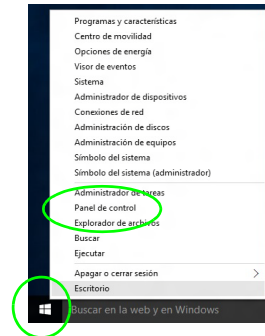 Programas y características
Centro de movilidad
Opciones de energía
Visor de eventos
Sistema
Administrador de dispositivos
Conexiones de red
Administración de discos
Administración de equipos
Símbolo del sistema
Símbolo del sistema (administrador)
Administrador de tareas
Panel de control
Explorador de archivos
Buscar
Ejecutar
Apagar o cerrar sesión
Escritorio
Buscar en la web y en Windows